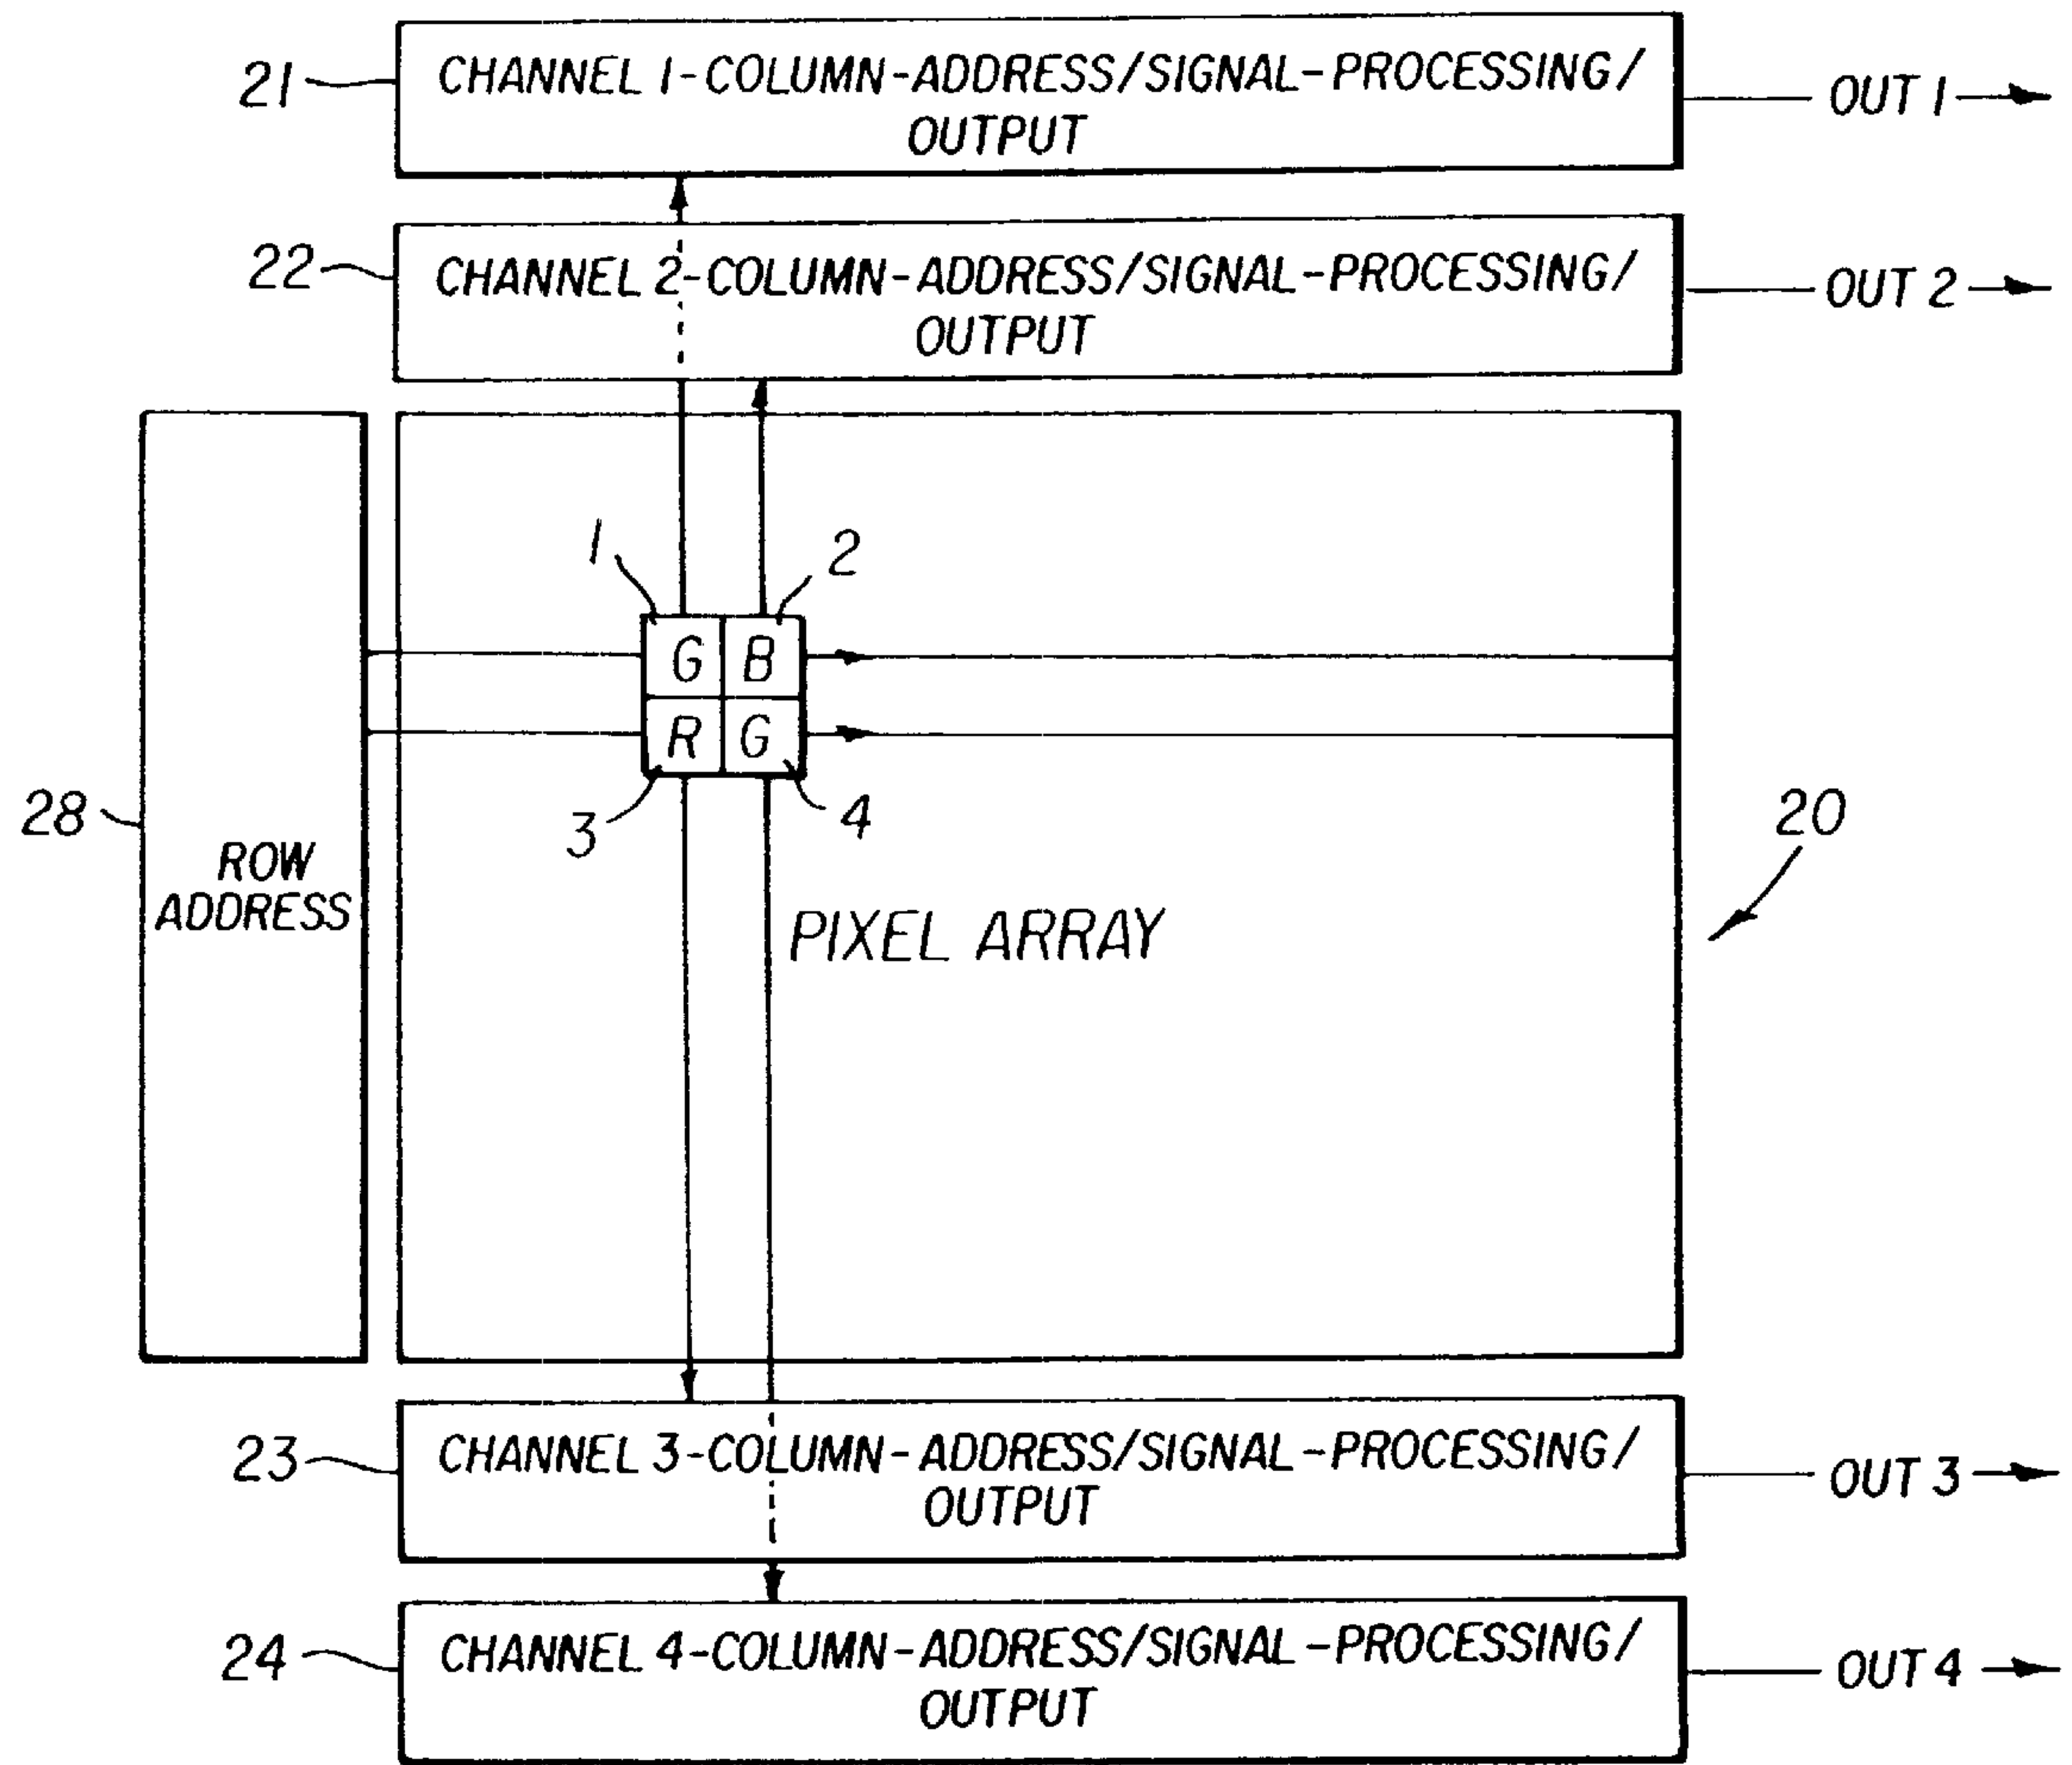 21
CHANNEL 1-COLUMN-ADDRESS/SIGNAL-PROCESSING/
OUTPUT
OUT 1
22
CHANNEL 2-COLUMN-ADDRESS/SIGNAL-PROCESSING/
OUTPUT
OUT 2
1
2
G
B
R
G
3
4
28
ROW
ADDRESS
PIXEL ARRAY
20
23
CHANNEL 3-COLUMN-ADDRESS/SIGNAL-PROCESSING/
OUTPUT
OUT 3
24
CHANNEL 4-COLUMN-ADDRESS/SIGNAL-PROCESSING/
OUTPUT
OUT 4